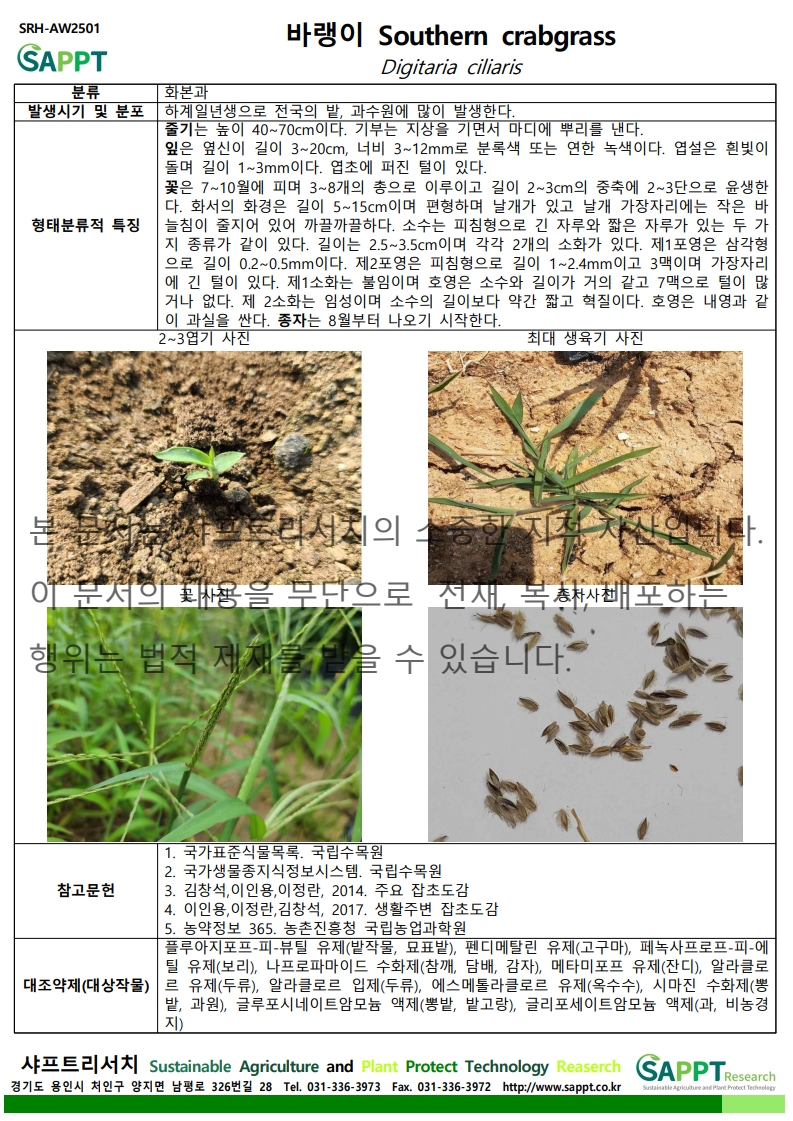 SRH-AW2501
SAPPT
바랭이 Southern crabgrass
Digitaria ciliaris
분류
화본과
발생시기 및 분포
하계일년생으로 전국의 밭, 과수원에 많이 발생한다.
형태분류적 특징
줄기는 높이 40~70cm이다. 기부는 지상을 기면서 마디에 뿌리를 낸다.
잎은 옆신이 길이 3~20cm, 너비 3~12mm로 분록색 또는 연한 녹색이다. 엽설은 흰빛이
돌며 길이 1~3mm이다. 엽초에 퍼진 털이 있다.
꽃은 7~10월에 피며 3~8개의 총으로 이루이고 길이 2~3cm의 중축에 2~3단으로 윤생한
다. 화서의 화경은 길이 5~15cm이며 편형하며 날개가 있고 날개 가장자리에는 작은 바
늘침이 줄지어 있어 까끌까끌하다. 소수는 피침형으로 긴 자루와 짧은 자루가 있는 두 가
지 종류가 같이 있다. 길이는 2.5~3.5cm이며 각각 2개의 소화가 있다. 제1포영은 삼각형
으로 길이 0.2~0.5mm이다. 제2포영은 피침형으로 길이 1~2.4mm이고 3맥이며 가장자리
에 긴 털이 있다. 제1소화는 불임이며 호영은 소수와 길이가 거의 같고 7맥으로 털이 많
거나 없다. 제 2소화는 임성이며 소수의 길이보다 약간 짧고 혁질이다. 호영은 내영과 같
이 과실을 싼다. 종자는 8월부터 나오기 시작한다.
2~3엽기 사진
최대 생육기 사진
본 문서는 샤프트리서치의 소중한 지적 자산입니다.
꽃 사진
종자사진
이 문서의 내용을 무단으로 전재, 복사, 배포하는
행위는 법적 제재를 받을 수 있습니다.
참고문헌
1. 국가표준식물목록. 국립수목원
2. 국가생물종지식정보시스템. 국립수목원
3. 김창석,이인용,이정란, 2014. 주요 잡초도감
4. 이인용,이정란,김창석, 2017. 생활주변 잡초도감
5. 농약정보 365. 농촌진흥청 국립농업과학원
대조약제(대상작물)
플루아지포프-피-뷰틸 유제(밭작물, 묘표밭), 펜디메탈린 유제(고구마), 페녹사프로프-피-에
틸 유제(보리), 나프로파마이드 수화제(참깨, 담배, 감자), 메타미포프 유제(잔디), 알라클로
르 유제(두류), 알라클로르 입제(두류), 에스메톨라클로르 유제(옥수수), 시마진 수화제(뽕
밭, 과원), 글루포시네이트암모늄 액제(뽕밭, 밭고랑), 글리포세이트암모늄 액제(과, 비농경
지)
샤프트리서치 Sustainable Agriculture and Plant Protect Technology Reaserch
경기도 용인시 처인구 양지면 남평로 326번길 28 Tel. 031-336-3973 Fax. 031-336-3972 http://www.sappt.co.kr
SAPPT Research
Sustainable Agriculture and Plant Protect Technology